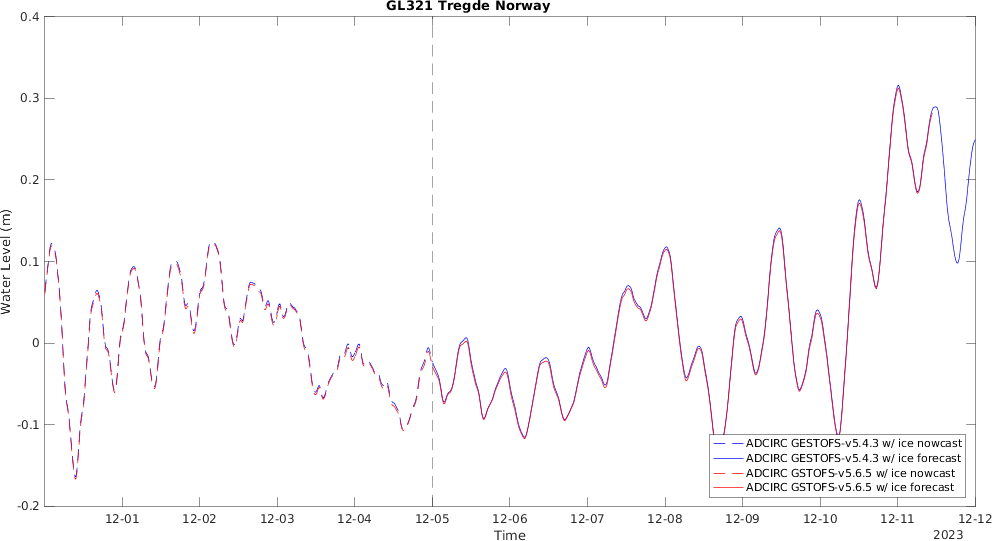 GL321 Tregde Norway
0.4
0.3
0.2
0.1
0
-0.1
-0.2
Water Level (m)
12-01
12-02
12-03
12-04
12-05
12-06
12-07
12-08
12-09
12-10
12-11
12-12
Time
2023
ADCIRC GESTOFS-v5.4.3 w/ ice nowcast
ADCIRC GESTOFS-v5.4.3 w/ ice forecast
ADCIRC GSTOFS-v5.6.5 w/ ice nowcast
ADCIRC GSTOFS-v5.6.5 w/ ice forecast